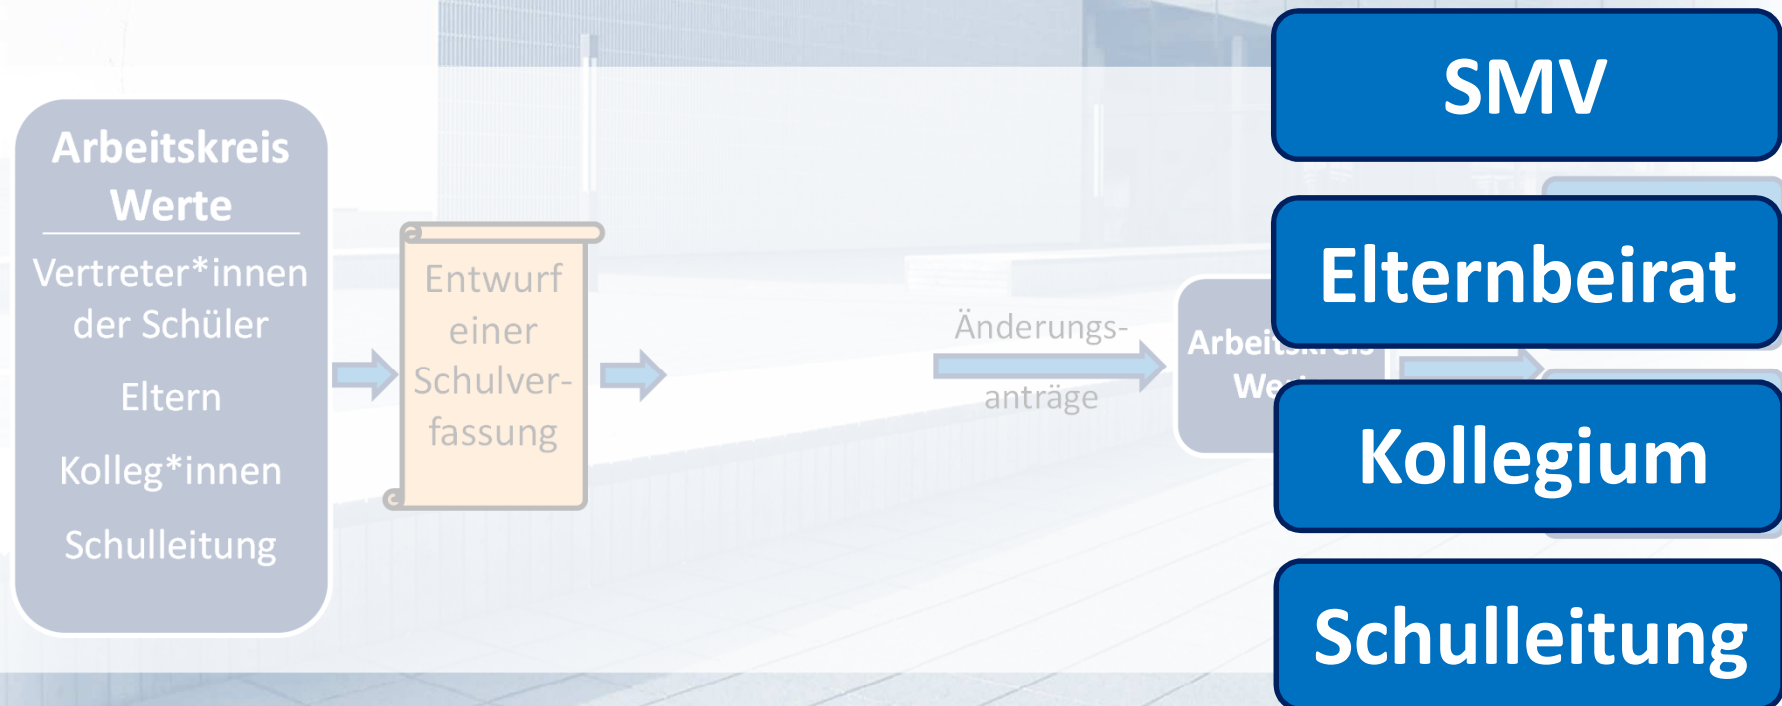 Arbeitskreis
Werte
Vertreter*innen
der Schüler
Eltern
Kolleg*innen
Schulleitung
Entwurf
einer
Schulver-
fassung
Änderungs-
anträge
SMV
Elternbeirat
Kollegium
Schulleitung